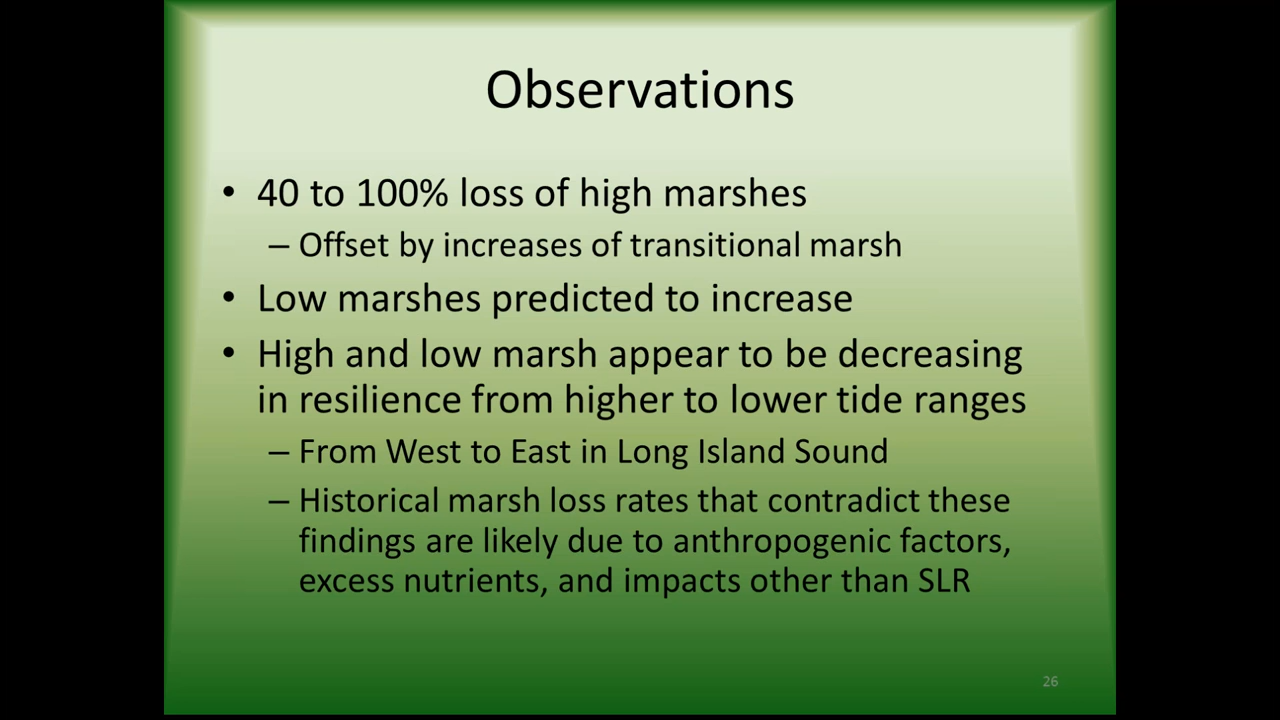 Observations
• 40 to 100% loss of high marshes
– Offset by increases of transitional marsh
• Low marshes predicted to increase
• High and low marsh appear to be decreasing
in resilience from higher to lower tide ranges
– From West to East in Long Island Sound
– Historical marsh loss rates that contradict these
findings are likely due to anthropogenic factors,
excess nutrients, and impacts other than SLR
26